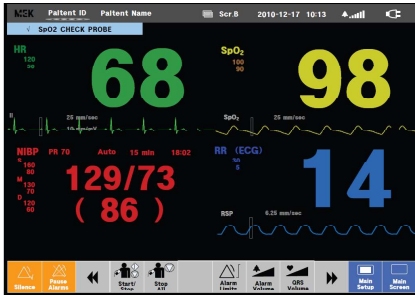 MEK Paltent ID Paltent Name Scr.B 2010-12-17 10:13
√ SpO2 CHECK PROBE
HR
120
68
SpO2
100
90
98
II 25 mm/sec
SpO2 25 mm/sec
NIBP PR 70 Auto 15 min 18:02
S 160
80
M 130
70
D 120
60
129/73
( 86 )
RR (ECG)
5
14
RSP 6.25 mm/sec
Silence
Pause
Alarms
Start/
Stop
Stop
All
Alarm
Limits
Alarm
Volume
QRS
Volume
Main
Setup
Main
Screen